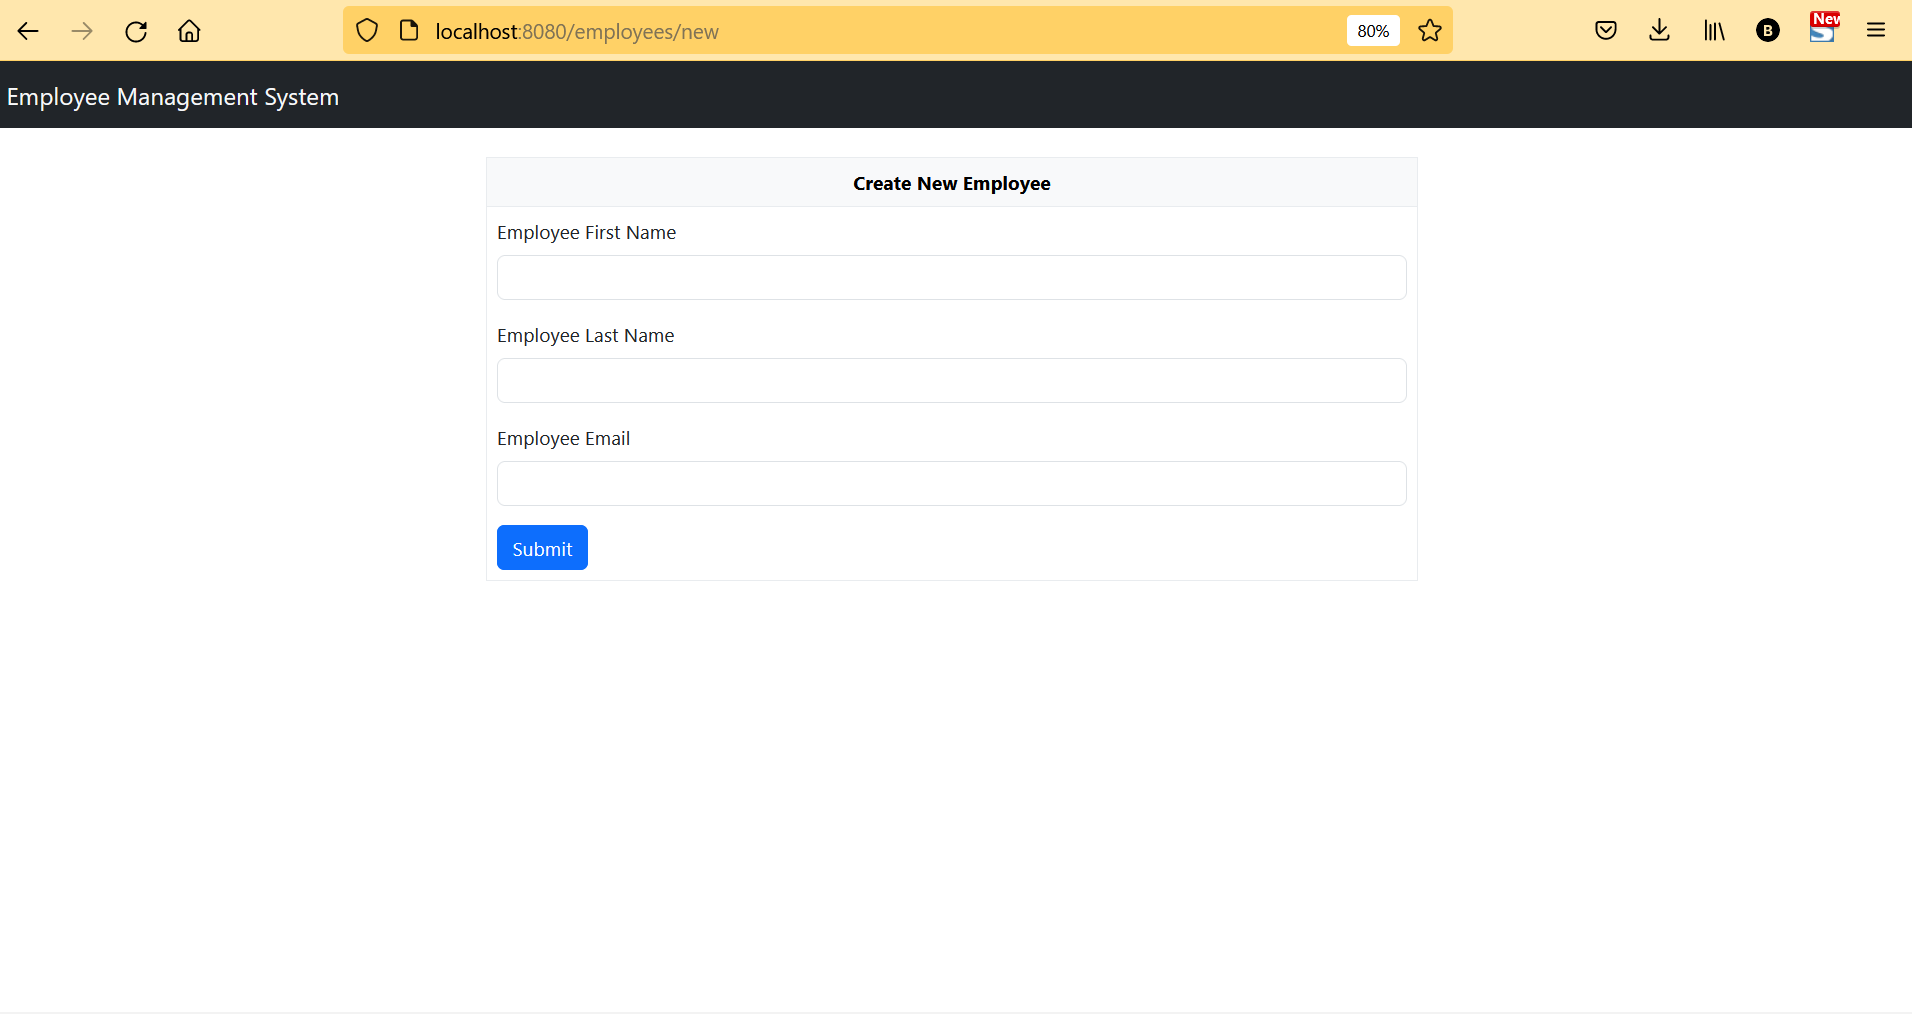 localhost:8080/employees/new
80%
B
New
Employee Management System
Create New Employee
Employee First Name
Employee Last Name
Employee Email
Submit